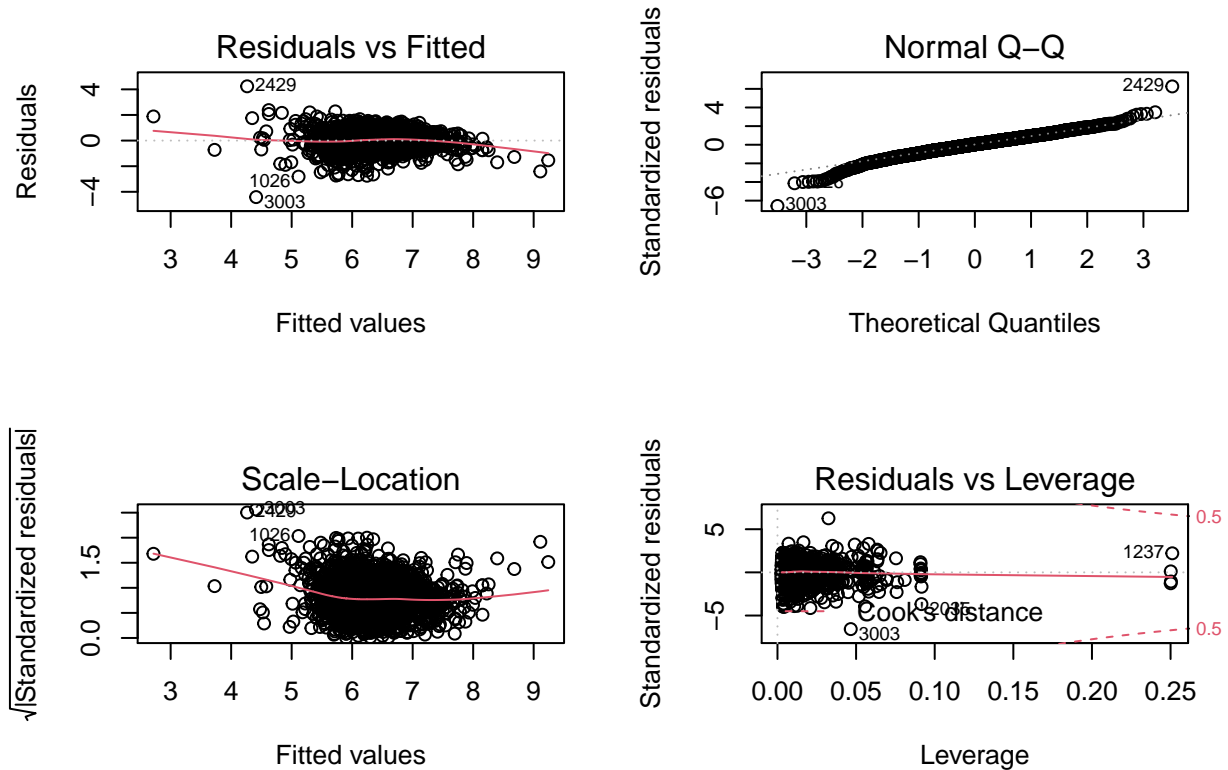 Residuals vs Fitted
Residuals
4
0
−4
2429
1026
3003
3 4 5 6 7 8 9
Fitted values
Normal Q−Q
Standardized residuals
4
0
−6
2429
3003
−3 −2 −1 0 1 2 3
Theoretical Quantiles
Scale−Location
√|Standardized residuals|
1.5
0.0
3003
2429
1026
3 4 5 6 7 8 9
Fitted values
Residuals vs Leverage
Standardized residuals
5
0
−5
0.5
1237
2035
Cook's distance
0.5
3003
0.00 0.05 0.10 0.15 0.20 0.25
Leverage